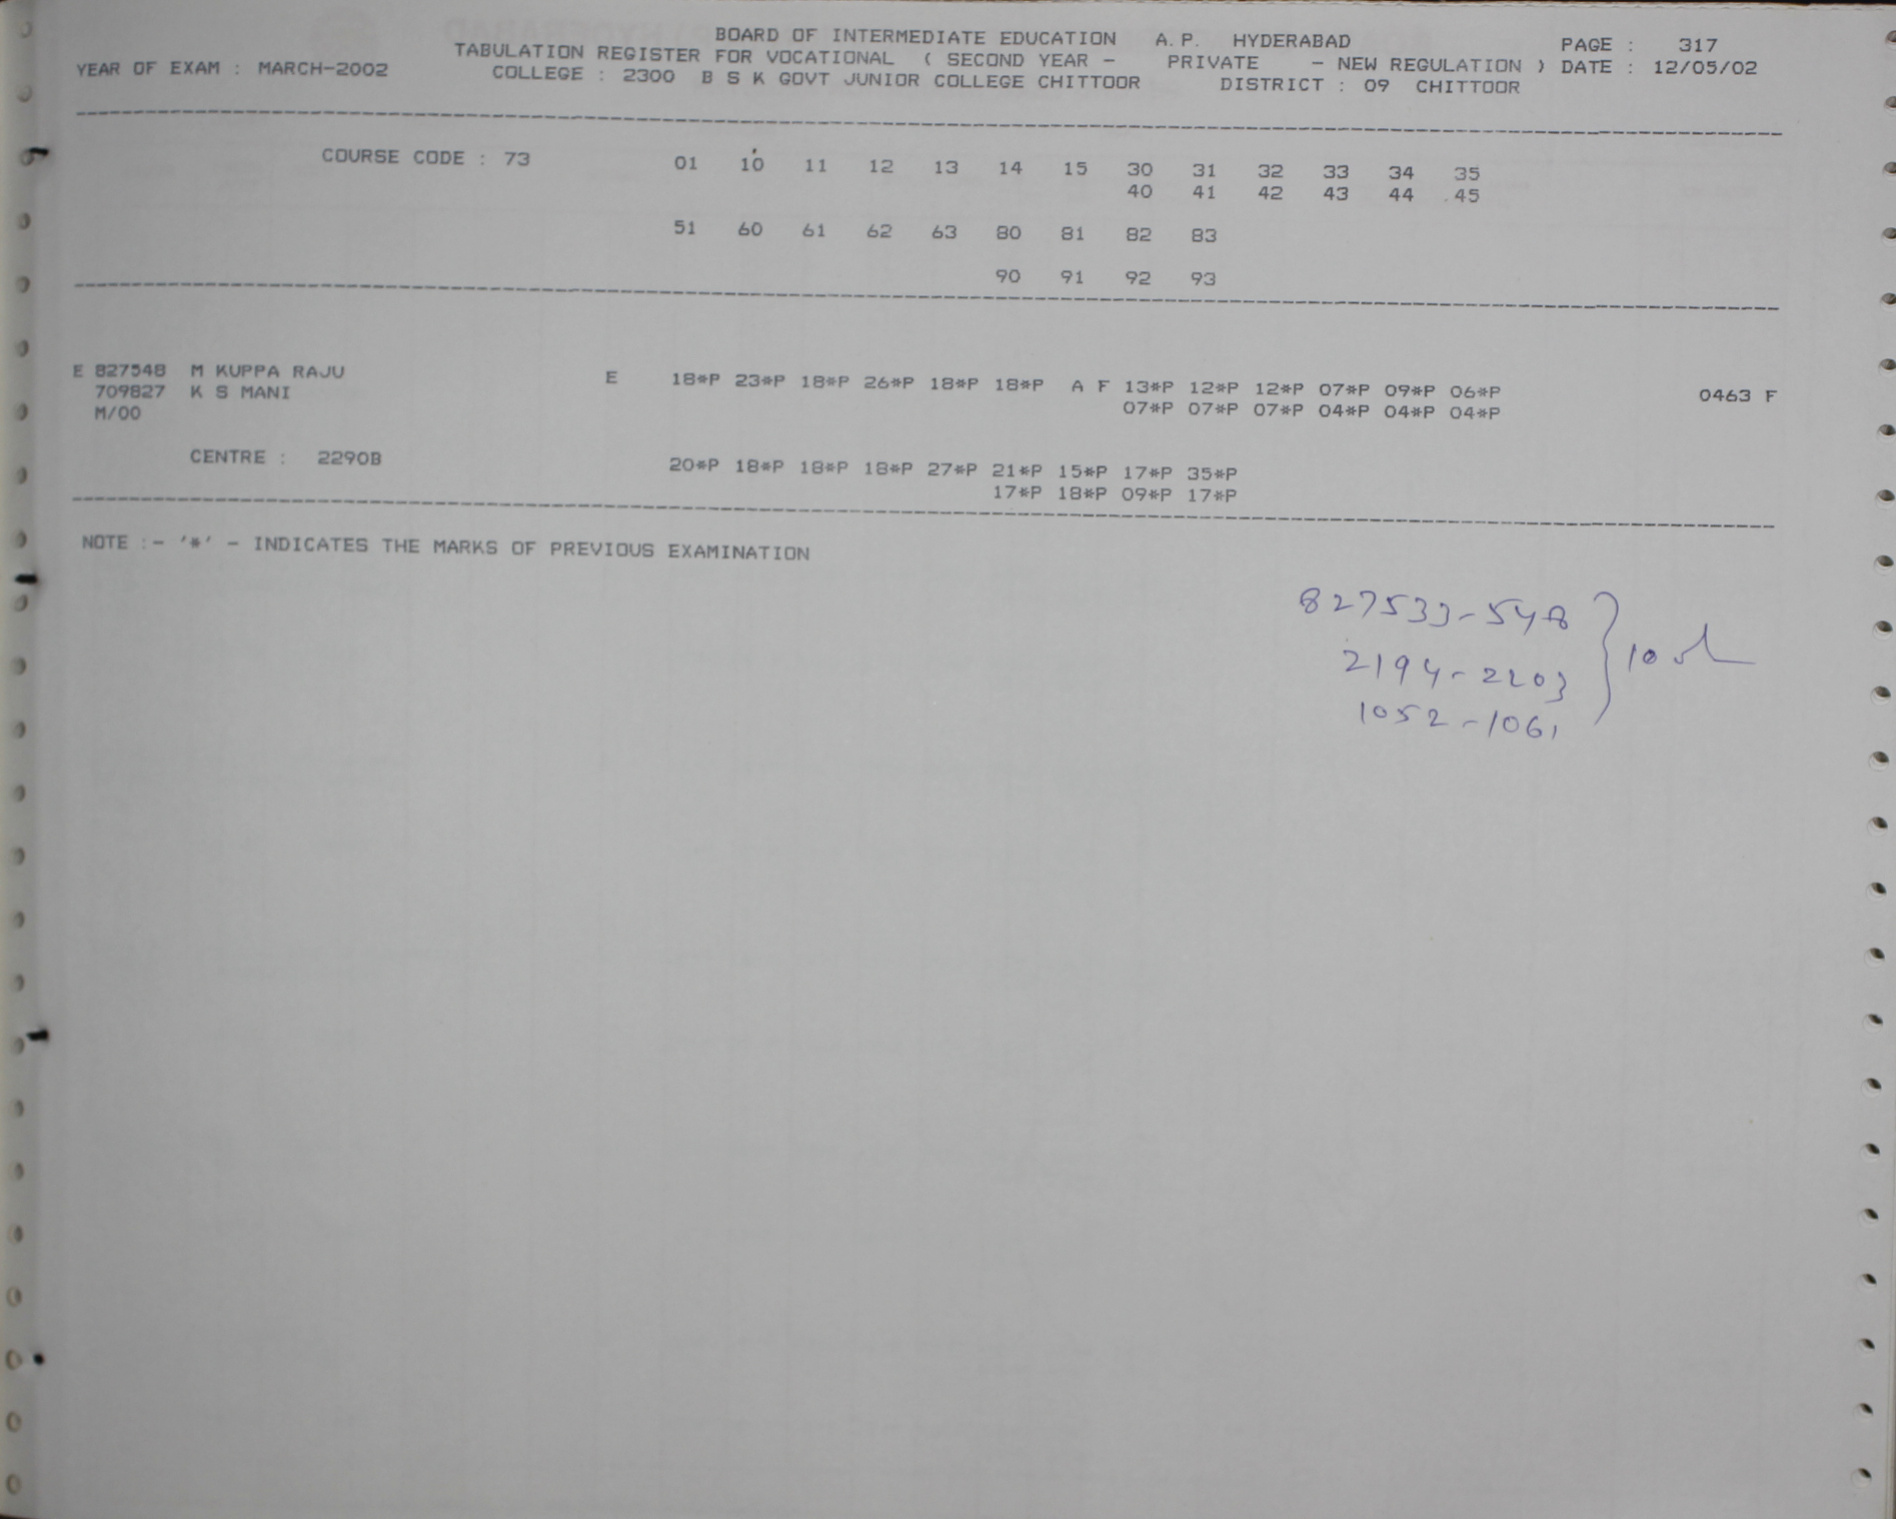 BOARD OF INTERMEDIATE EDUCATION A.P. HYDERABAD PAGE : 317
TABULATION REGISTER FOR VOCATIONAL ( SECOND YEAR - PRIVATE - NEW REGULATION ) DATE : 12/05/02
YEAR OF EXAM : MARCH-2002 COLLEGE : 2300 B S K GOVT JUNIOR COLLEGE CHITTOOR DISTRICT : 09 CHITTOOR
COURSE CODE : 73 01 10 11 12 13 14 15 30 31 32 33 34 35
40 41 42 43 44 45
51 60 61 62 63 80 81 82 83
90 91 92 93
E 827548 M KUPPA RAJU E 18*P 23*P 18*P 26*P 18*P 18*P A F 13*P 12*P 12*P 07*P 09*P 06*P 0463 F
709827 K S MANI 07*P 07*P 07*P 04*P 04*P 04*P
M/00
CENTRE : 2290B 20*P 18*P 18*P 18*P 27*P 21*P 15*P 17*P 35*P
17*P 18*P 09*P 17*P
NOTE :- '*' - INDICATES THE MARKS OF PREVIOUS EXAMINATION
827533-548
2194-2203
1052-1061